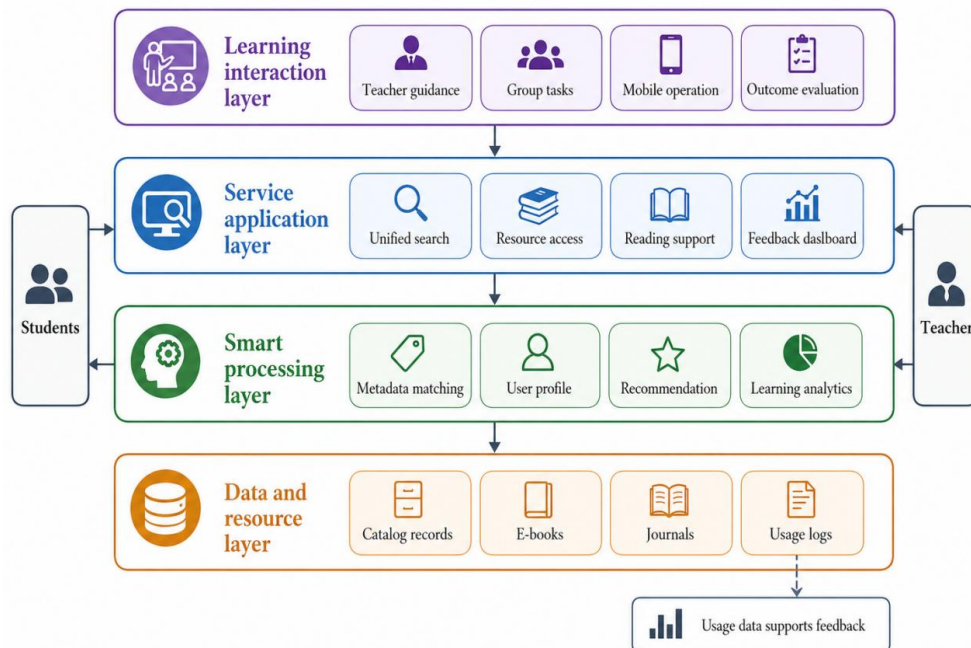 Learning
interaction
layer
Teacher guidance
Group tasks
Mobile operation
Outcome evaluation
Service
application
layer
Unified search
Resource access
Reading support
Feedback daslboard
Students
Teacher
Smart
processing
layer
Metadata matching
User profile
Recommendation
Learning analytics
Data and
resource
layer
Catalog records
E-books
Journals
Usage logs
Usage data supports feedback